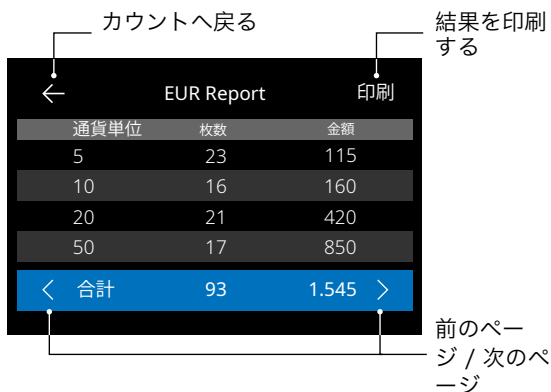 カウントへ戻る
結果を印刷
する
EUR Report 印刷
通貨単位 枚数 金額
5 23 115
10 16 160
20 21 420
50 17 850
合計 93 1.545
前のペー
ジ / 次のペ
ージ